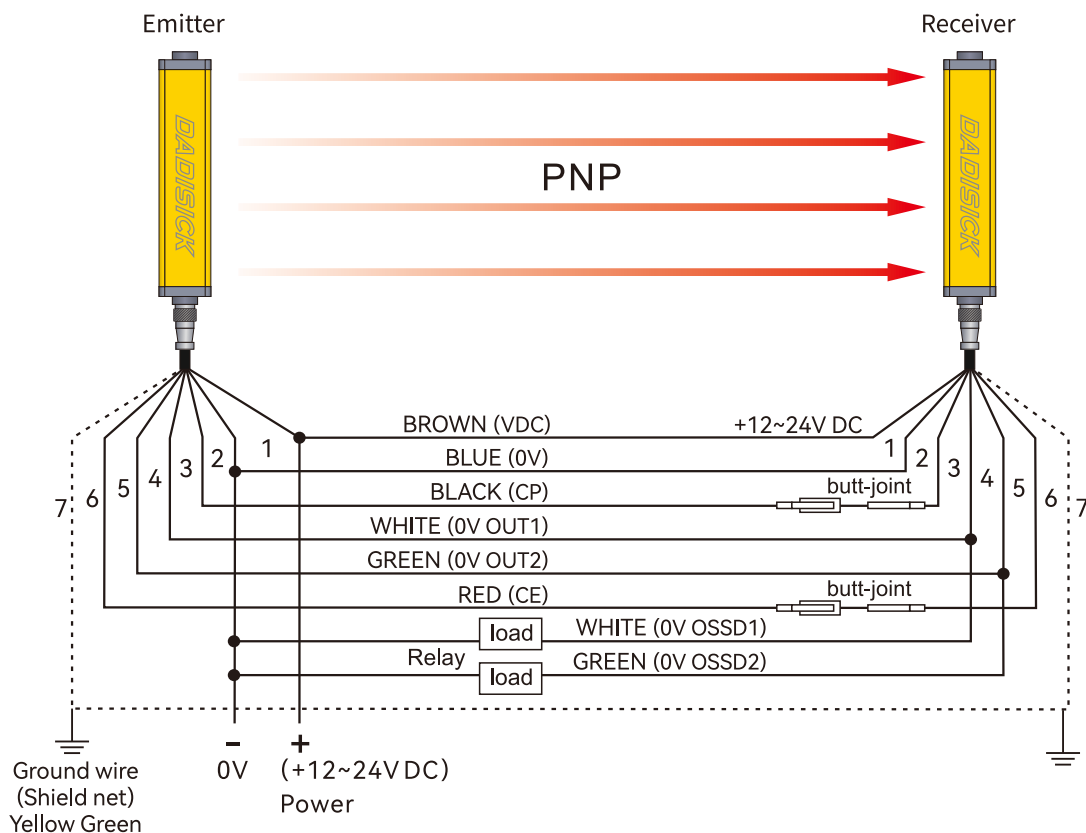 Emitter
Receiver
DADISICK
DADISICK
PNP
BROWN (VDC)
+12~24V DC
BLUE (0V)
BLACK (CP)
butt-joint
WHITE (0V OUT1)
GREEN (0V OUT2)
RED (CE)
butt-joint
load
WHITE (0V OSSD1)
Relay
load
GREEN (0V OSSD2)
7
6
5
4
3
2
1
1
2
3
4
5
6
7
-
+
0V
(+12~24V DC)
Power
Ground wire
(Shield net)
Yellow Green